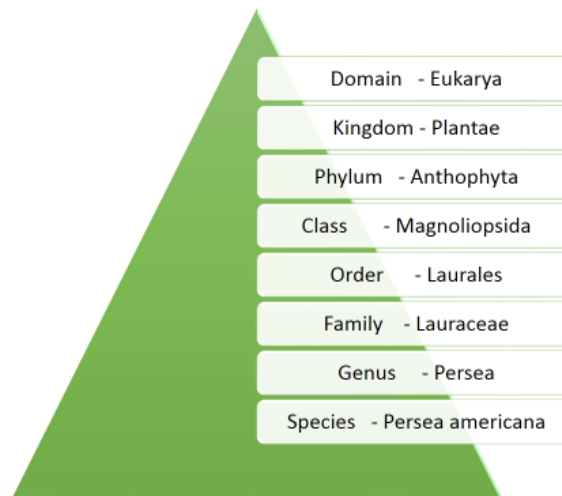 Domain - Eukarya
Kingdom - Plantae
Phylum - Anthophyta
Class - Magnoliopsida
Order - Laurales
Family - Lauraceae
Genus - Persea
Species - Persea americana